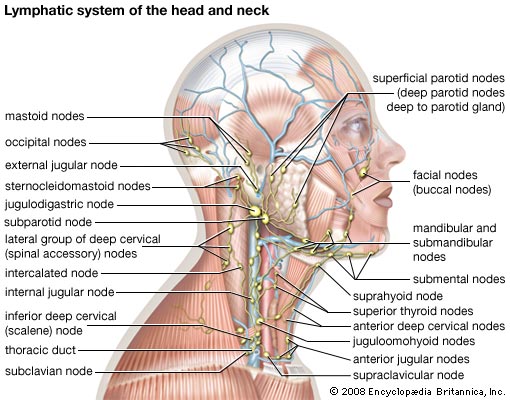 Lymphatic system of the head and neck
mastoid nodes
occipital nodes
external jugular node
sternocleidomastoid nodes
jugulodigastric node
subparotid node
lateral group of deep cervical
(spinal accessory) nodes
intercalated node
internal jugular node
inferior deep cervical
(scalene) node
thoracic duct
subclavian node
superficial parotid nodes
(deep parotid nodes
deep to parotid gland)
facial nodes
(buccal nodes)
mandibular and
submandibular
nodes
submental nodes
suprahyoid node
superior thyroid nodes
anterior deep cervical nodes
juguloomohyoid nodes
anterior jugular nodes
supraclavicular node
© 2008 Encyclopædia Britannica, Inc.